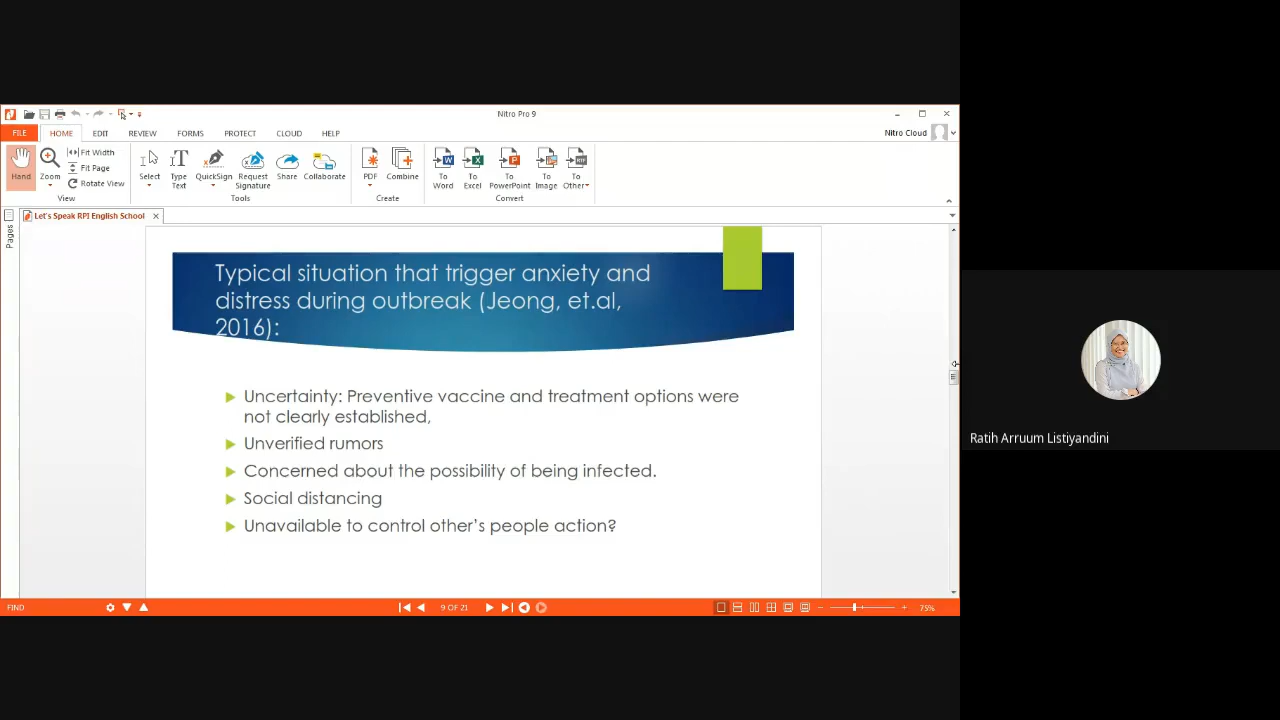 Nitro Pro 9
FILE HOME EDIT REVIEW FORMS PROTECT CLOUD HELP
Nitro Cloud
Hand
Zoom
Fit Width
Fit Page
Rotate View
View
Select
Type Text
QuickSign
Request Signature
Share
Collaborate
Tools
PDF
Combine
Create
To Word
To Excel
To PowerPoint
To Image
To Other
Convert
Pages
Let's Speak RPI English School
Typical situation that trigger anxiety and
distress during outbreak (Jeong, et.al,
2016):
Uncertainty: Preventive vaccine and treatment options were
not clearly established,
Unverified rumors
Concerned about the possibility of being infected.
Social distancing
Unavailable to control other's people action?
FIND
9 OF 21
75%
Ratih Arruum Listiyandini